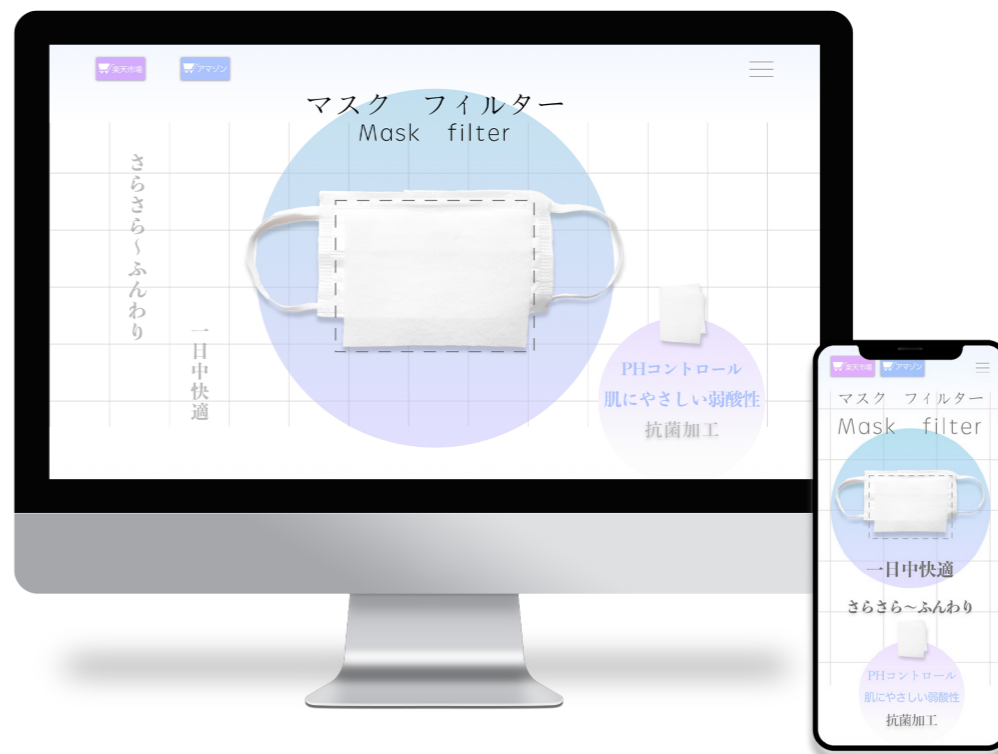 楽天市場
アマゾン
マスク　フィルター
Mask filter
さらさら～ふんわり
一日中快適
PHコントロール
肌にやさしい弱酸性
抗菌加工
楽天市場
アマゾン
マスク　フィルター
Mask filter
一日中快適
さらさら～ふんわり
PHコントロール
肌にやさしい弱酸性
抗菌加工